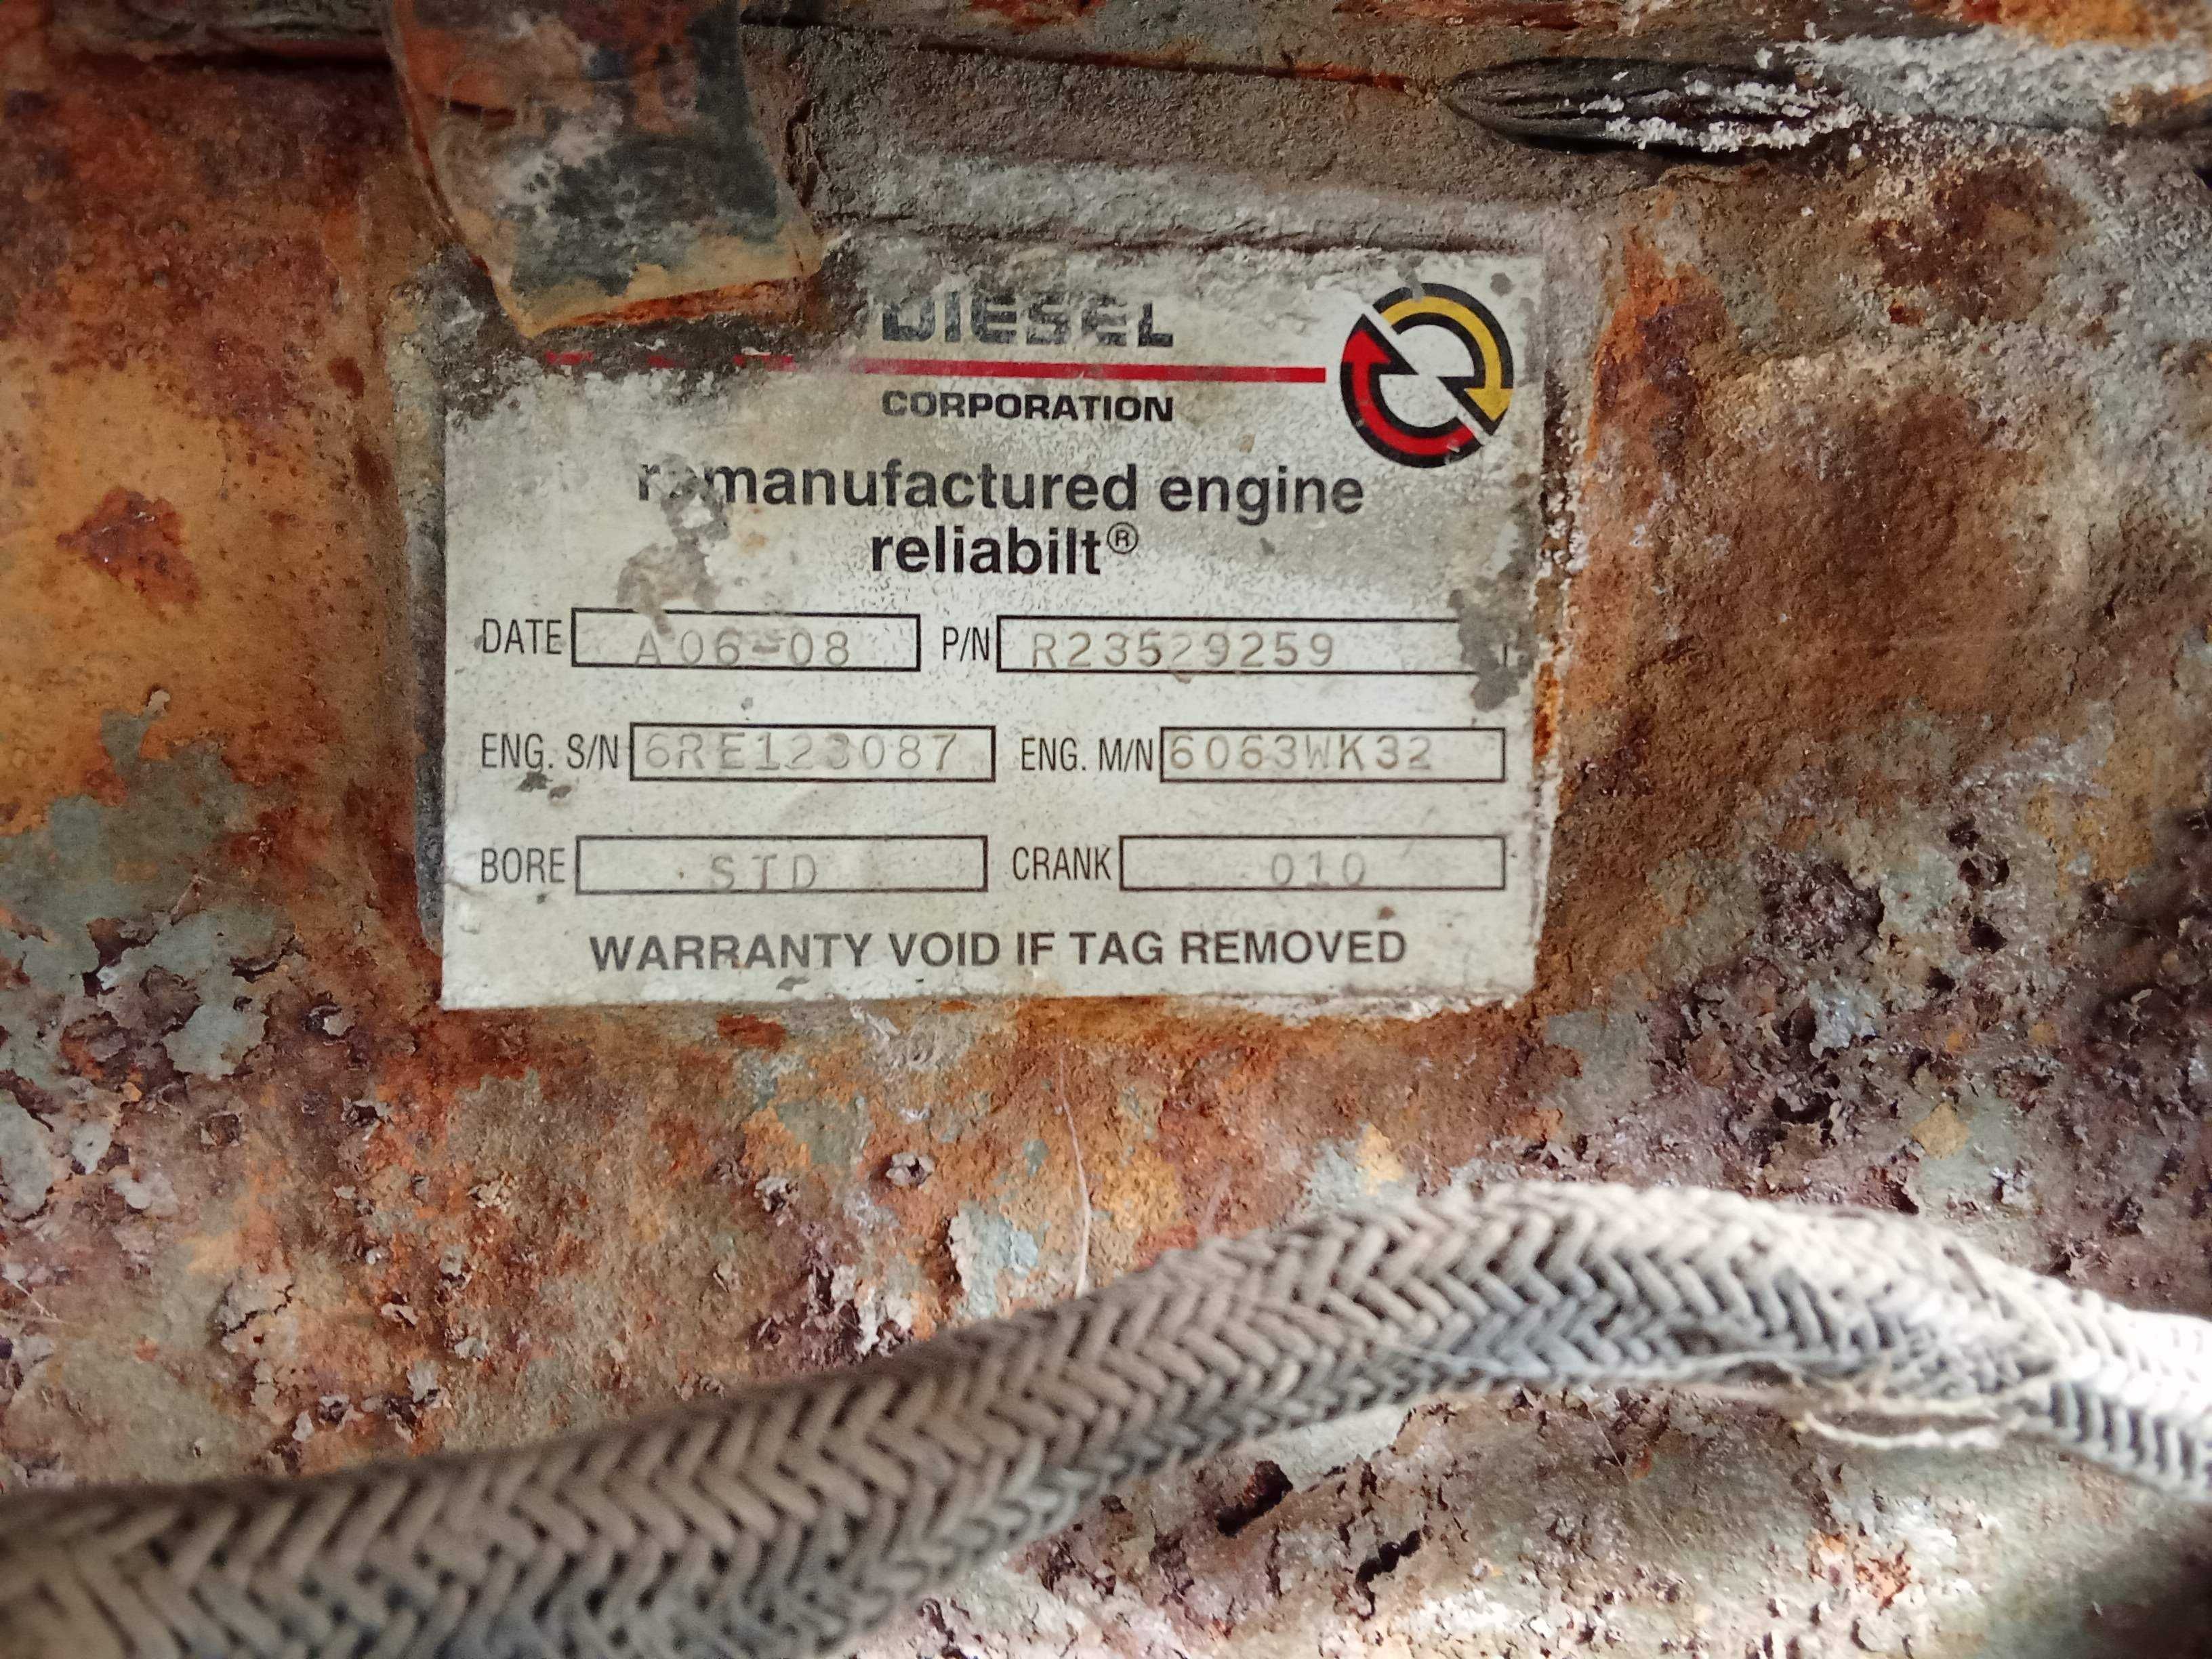 DIESEL
CORPORATION
remanufactured engine
reliabilt®
DATE A06-08 P/N R23529259
ENG. S/N 6RE123087 ENG. M/N 6063WK32
BORE STD CRANK 010
WARRANTY VOID IF TAG REMOVED